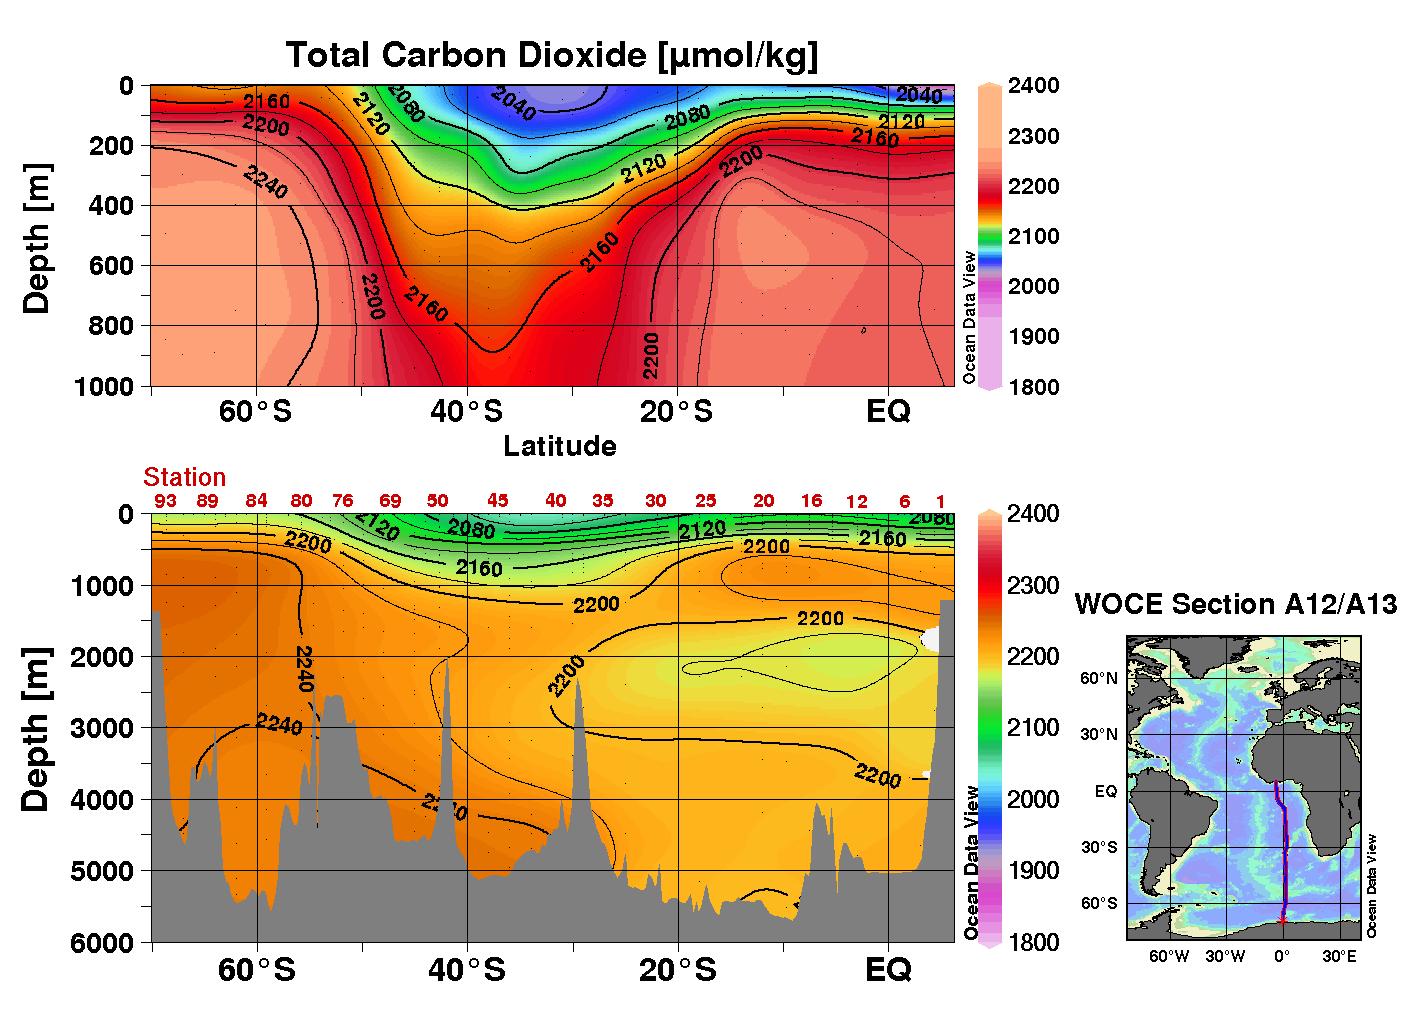 Total Carbon Dioxide [µmol/kg]
Depth [m]
0
200
400
600
800
1000
2160
2200
2240
2120
2080
2040
2080
2120
2160
2200
2160
2200
2200
2040
2120
2160
2200
60°S
40°S
20°S
EQ
Latitude
Ocean Data View
2400
2300
2200
2100
2000
1900
1800
Station
93 89 84 80 76 69 50 45 40 35 30 25 20 16 12 6 1
Depth [m]
0
1000
2000
3000
4000
5000
6000
2200
2120
2080
2160
2200
2120
2200
2080
2160
2200
2200
2240
2240
2200
60°S
40°S
20°S
EQ
Ocean Data View
2400
2300
2200
2100
2000
1900
1800
WOCE Section A12/A13
60°N
30°N
EQ
30°S
60°S
60°W
30°W
0°
30°E
Ocean Data View